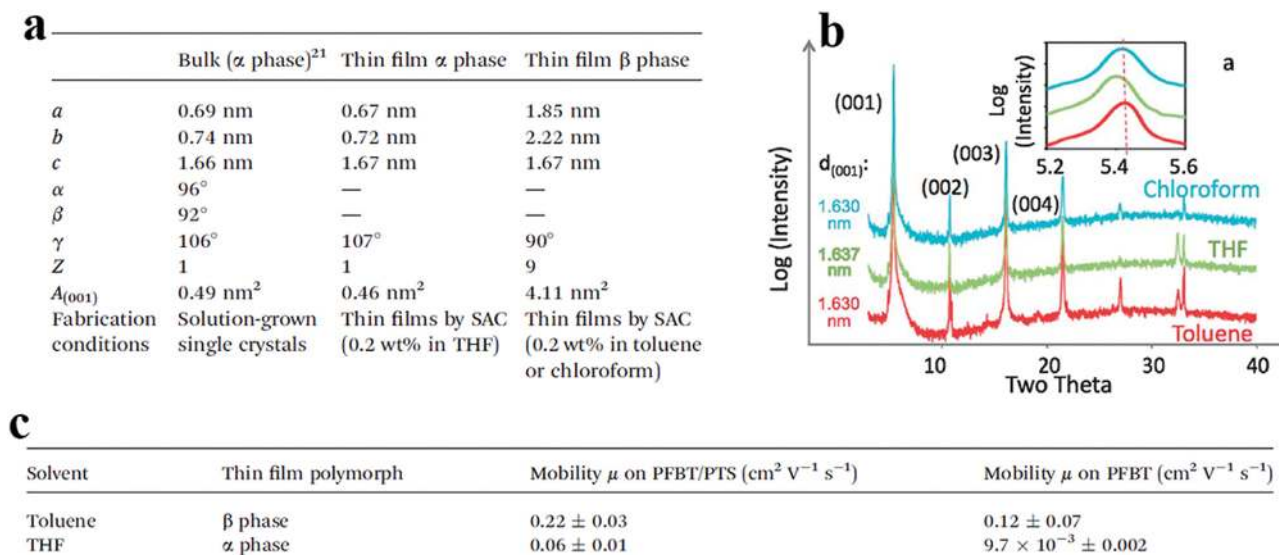 a
Bulk (α phase)21 Thin film α phase Thin film β phase
a 0.69 nm 0.67 nm 1.85 nm
b 0.74 nm 0.72 nm 2.22 nm
c 1.66 nm 1.67 nm 1.67 nm
α 96° — —
β 92° — —
γ 106° 107° 90°
Z 1 1 9
A(001) 0.49 nm² 0.46 nm² 4.11 nm²
Fabrication Solution-grown Thin films by SAC Thin films by SAC
conditions single crystals (0.2 wt% in THF) (0.2 wt% in toluene
or chloroform)
b
a
Log
(Intensity)
5.2 5.4 5.6
(001)
(002)
(003)
(004)
d(001):
1.630
nm
Chloroform
1.637
nm
THF
1.630
nm
Toluene
Log (Intensity)
10 20 30 40
Two Theta
c
Solvent Thin film polymorph Mobility μ on PFBT/PTS (cm² V⁻¹ s⁻¹) Mobility μ on PFBT (cm² V⁻¹ s⁻¹)
Toluene β phase 0.22 ± 0.03 0.12 ± 0.07
THF α phase 0.06 ± 0.01 9.7 × 10⁻³ ± 0.002